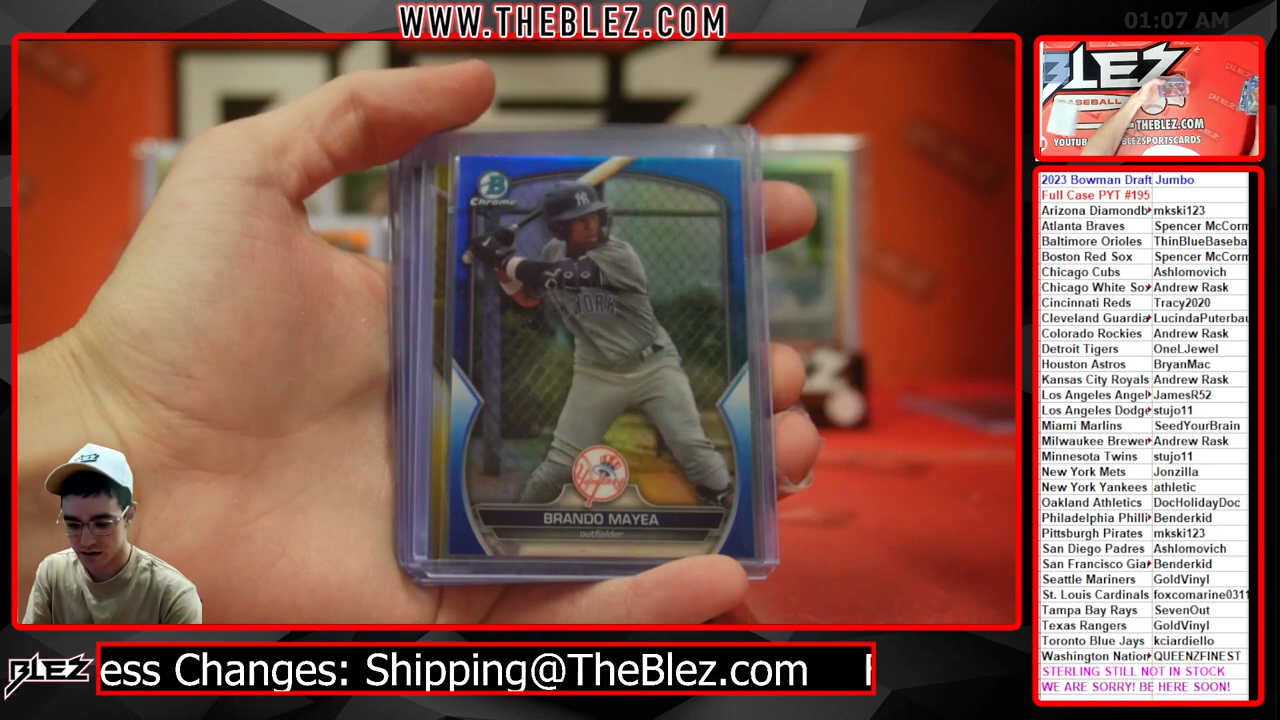 WWW.THEBLEZ.COM
01:07 AM
BLEZ
BASEBALL
THEBLEZ.COM
B
Chrome
NY
YORK
Yankees
BRANDO MAYEA
outfielder
2023 Bowman Draft Jumbo
Full Case PYT #195
Arizona Diamondb mkski123
Atlanta Braves Spencer McCorm
Baltimore Orioles ThinBlueBaseba
Boston Red Sox Spencer McCorm
Chicago Cubs Ashlomovich
Chicago White Sox Andrew Rask
Cincinnati Reds Tracy2020
Cleveland Guardia LucindaPuterbau
Colorado Rockies Andrew Rask
Detroit Tigers OneLJewel
Houston Astros BryanMac
Kansas City Royals Andrew Rask
Los Angeles Angel JamesR52
Los Angeles Dodge stujo11
Miami Marlins SeedYourBrain
Milwaukee Brewer Andrew Rask
Minnesota Twins stujo11
New York Mets Jonzilla
New York Yankees athletic
Oakland Athletics DocHolidayDoc
Philadelphia Philli Benderkid
Pittsburgh Pirates mkski123
San Diego Padres Ashlomovich
San Francisco Gia Benderkid
Seattle Mariners GoldVinyl
St. Louis Cardinals foxcomarine0311
Tampa Bay Rays SevenOut
Texas Rangers GoldVinyl
Toronto Blue Jays kciardiello
Washington Nation QUEENZFINEST
STERLING STILL NOT IN STOCK
WE ARE SORRY! BE HERE SOON!
BLEZ
ess Changes: Shipping@TheBlez.com